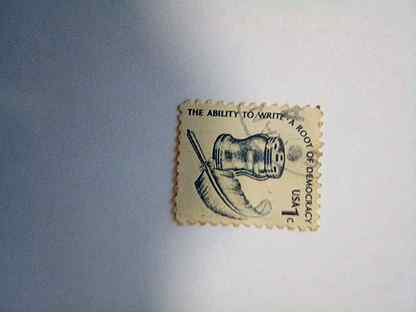 THE ABILITY TO WRITE · A ROOT OF DEMOCRACY
USA 1c